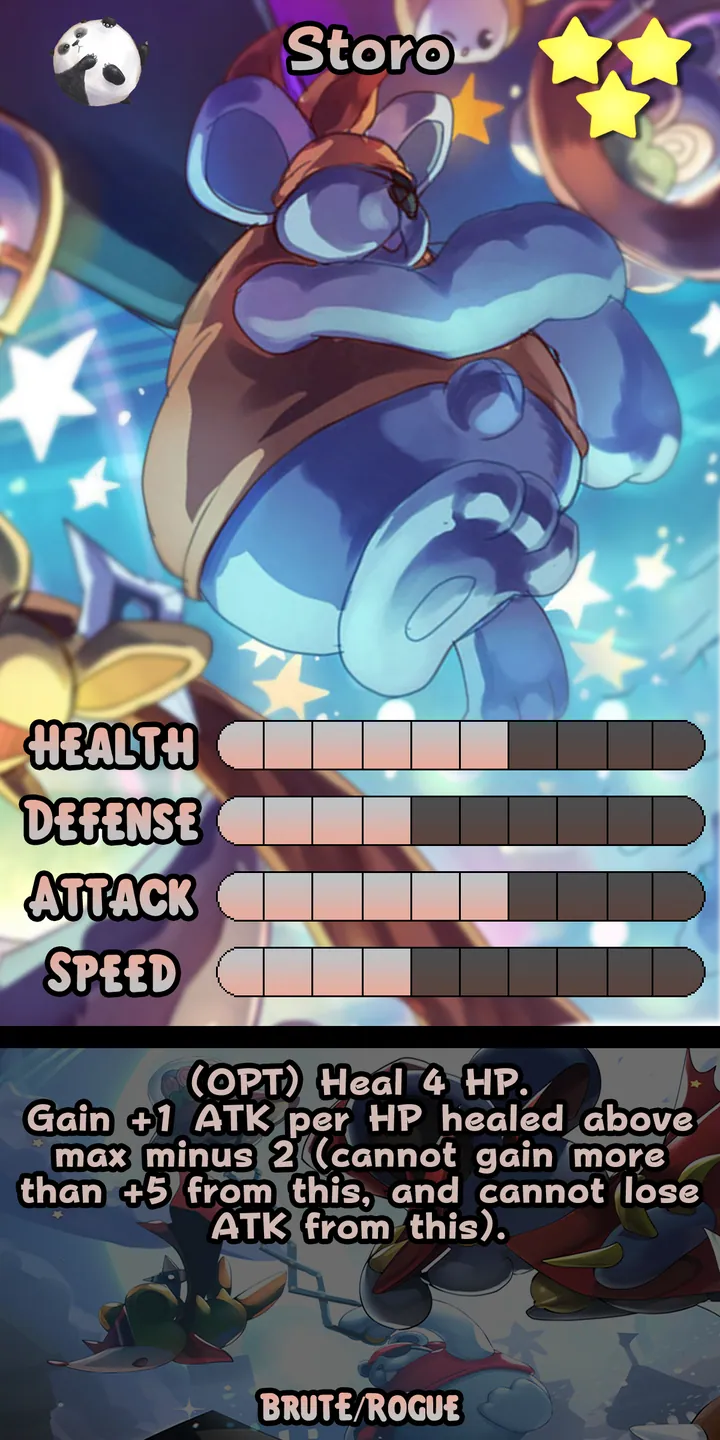 Storo
HEALTH
DEFENSE
ATTACK
SPEED
(OPT) Heal 4 HP.
Gain +1 ATK per HP healed above
max minus 2 (cannot gain more
than +5 from this, and cannot lose
ATK from this).
BRUTE/ROGUE